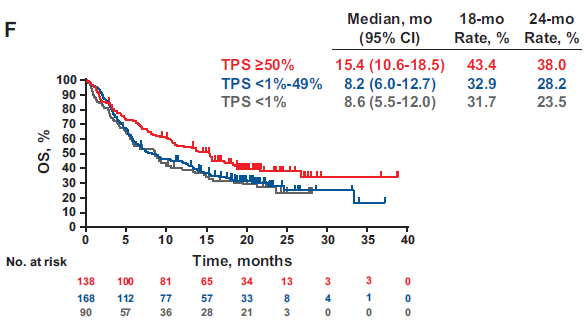 F
Median, mo 18-mo 24-mo
(95% CI) Rate, % Rate, %
TPS ≥50% 15.4 (10.6-18.5) 43.4 38.0
TPS <1%-49% 8.2 (6.0-12.7) 32.9 28.2
TPS <1% 8.6 (5.5-12.0) 31.7 23.5
100
90
80
70
60
50
40
30
20
10
0
OS, %
0 5 10 15 20 25 30 35 40
No. at risk Time, months
138 100 81 65 34 13 3 3 0
168 112 77 57 33 8 4 1 0
90 57 36 28 21 3 0 0 0